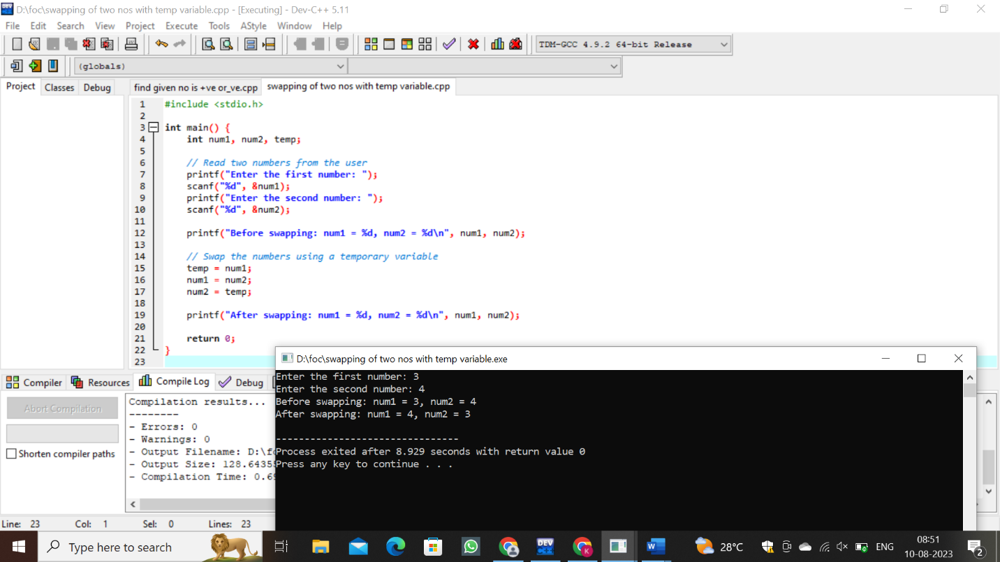 D:\foc\swapping of two nos with temp variable.cpp - [Executing] - Dev-C++ 5.11
File Edit Search View Project Execute Tools AStyle Window Help
TDM-GCC 4.9.2 64-bit Release
(globals)
Project Classes Debug find given no is +ve or_ve.cpp swapping of two nos with temp variable.cpp
1 #include <stdio.h>
2
3 int main() {
4 int num1, num2, temp;
5
6 // Read two numbers from the user
7 printf("Enter the first number: ");
8 scanf("%d", &num1);
9 printf("Enter the second number: ");
10 scanf("%d", &num2);
11
12 printf("Before swapping: num1 = %d, num2 = %d\n", num1, num2);
13
14 // Swap the numbers using a temporary variable
15 temp = num1;
16 num1 = num2;
17 num2 = temp;
18
19 printf("After swapping: num1 = %d, num2 = %d\n", num1, num2);
20
21 return 0;
22 }
23
D:\foc\swapping of two nos with temp variable.exe
Enter the first number: 3
Enter the second number: 4
Before swapping: num1 = 3, num2 = 4
After swapping: num1 = 4, num2 = 3
--------------------------------
Process exited after 8.929 seconds with return value 0
Press any key to continue . . .
Compiler Resources Compile Log Debug
Abort Compilation
Shorten compiler paths
Compilation results...
--------
- Errors: 0
- Warnings: 0
- Output Filename: D:\f
- Output Size: 128.6435
- Compilation Time: 0.6
Line: 23 Col: 1 Sel: 0 Lines: 23
Type here to search
DEV C++
K
W
28°C
ENG
08:51
10-08-2023
2